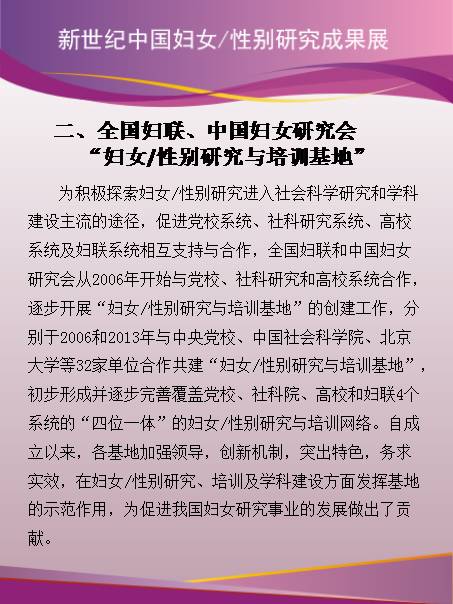 新世纪中国妇女/性别研究成果展
二、全国妇联、中国妇女研究会
“妇女/性别研究与培训基地”
为积极探索妇女/性别研究进入社会科学研究和学科
建设主流的途径，促进党校系统、社科研究系统、高校
系统及妇联系统相互支持与合作，全国妇联和中国妇女
研究会从2006年开始与党校、社科研究和高校系统合作，
逐步开展“妇女/性别研究与培训基地”的创建工作，分
别于2006和2013年与中央党校、中国社会科学院、北京
大学等32家单位合作共建“妇女/性别研究与培训基地”，
初步形成并逐步完善覆盖党校、社科院、高校和妇联4个
系统的“四位一体”的妇女/性别研究与培训网络。自成
立以来，各基地加强领导，创新机制，突出特色，务求
实效，在妇女/性别研究、培训及学科建设方面发挥基地
的示范作用，为促进我国妇女研究事业的发展做出了贡
献。